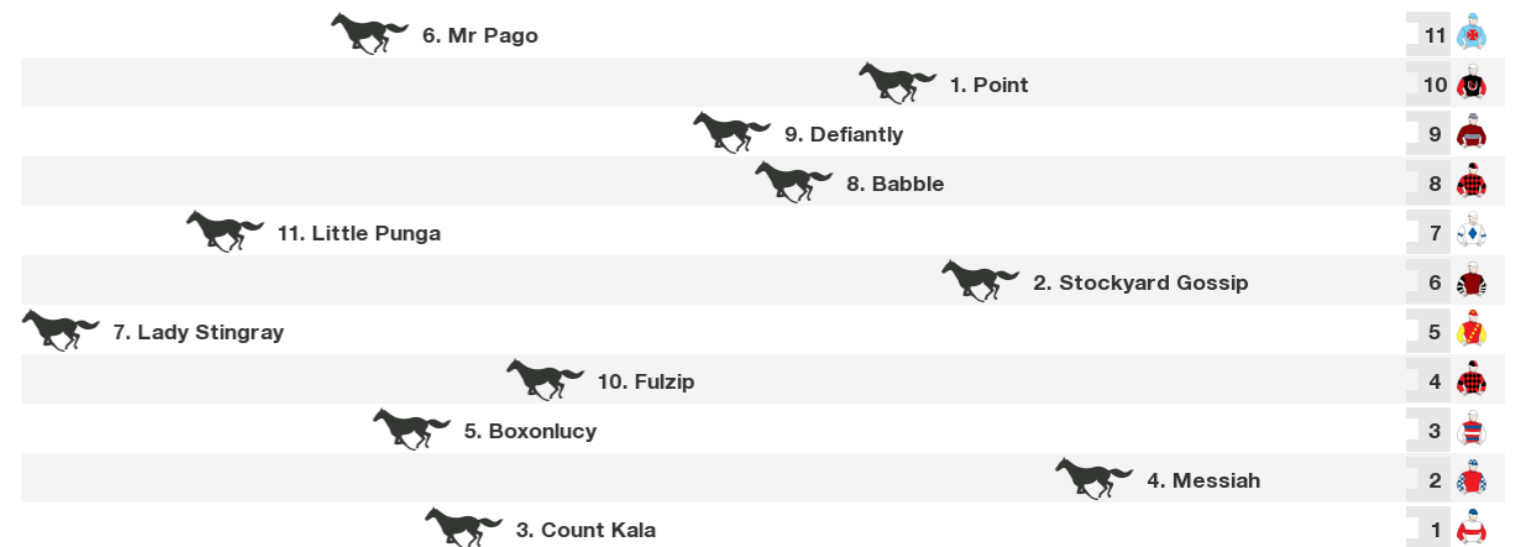 6. Mr Pago 11
1. Point 10
9. Defiantly 9
8. Babble 8
11. Little Punga 7
2. Stockyard Gossip 6
7. Lady Stingray 5
10. Fulzip 4
5. Boxonlucy 3
4. Messiah 2
3. Count Kala 1